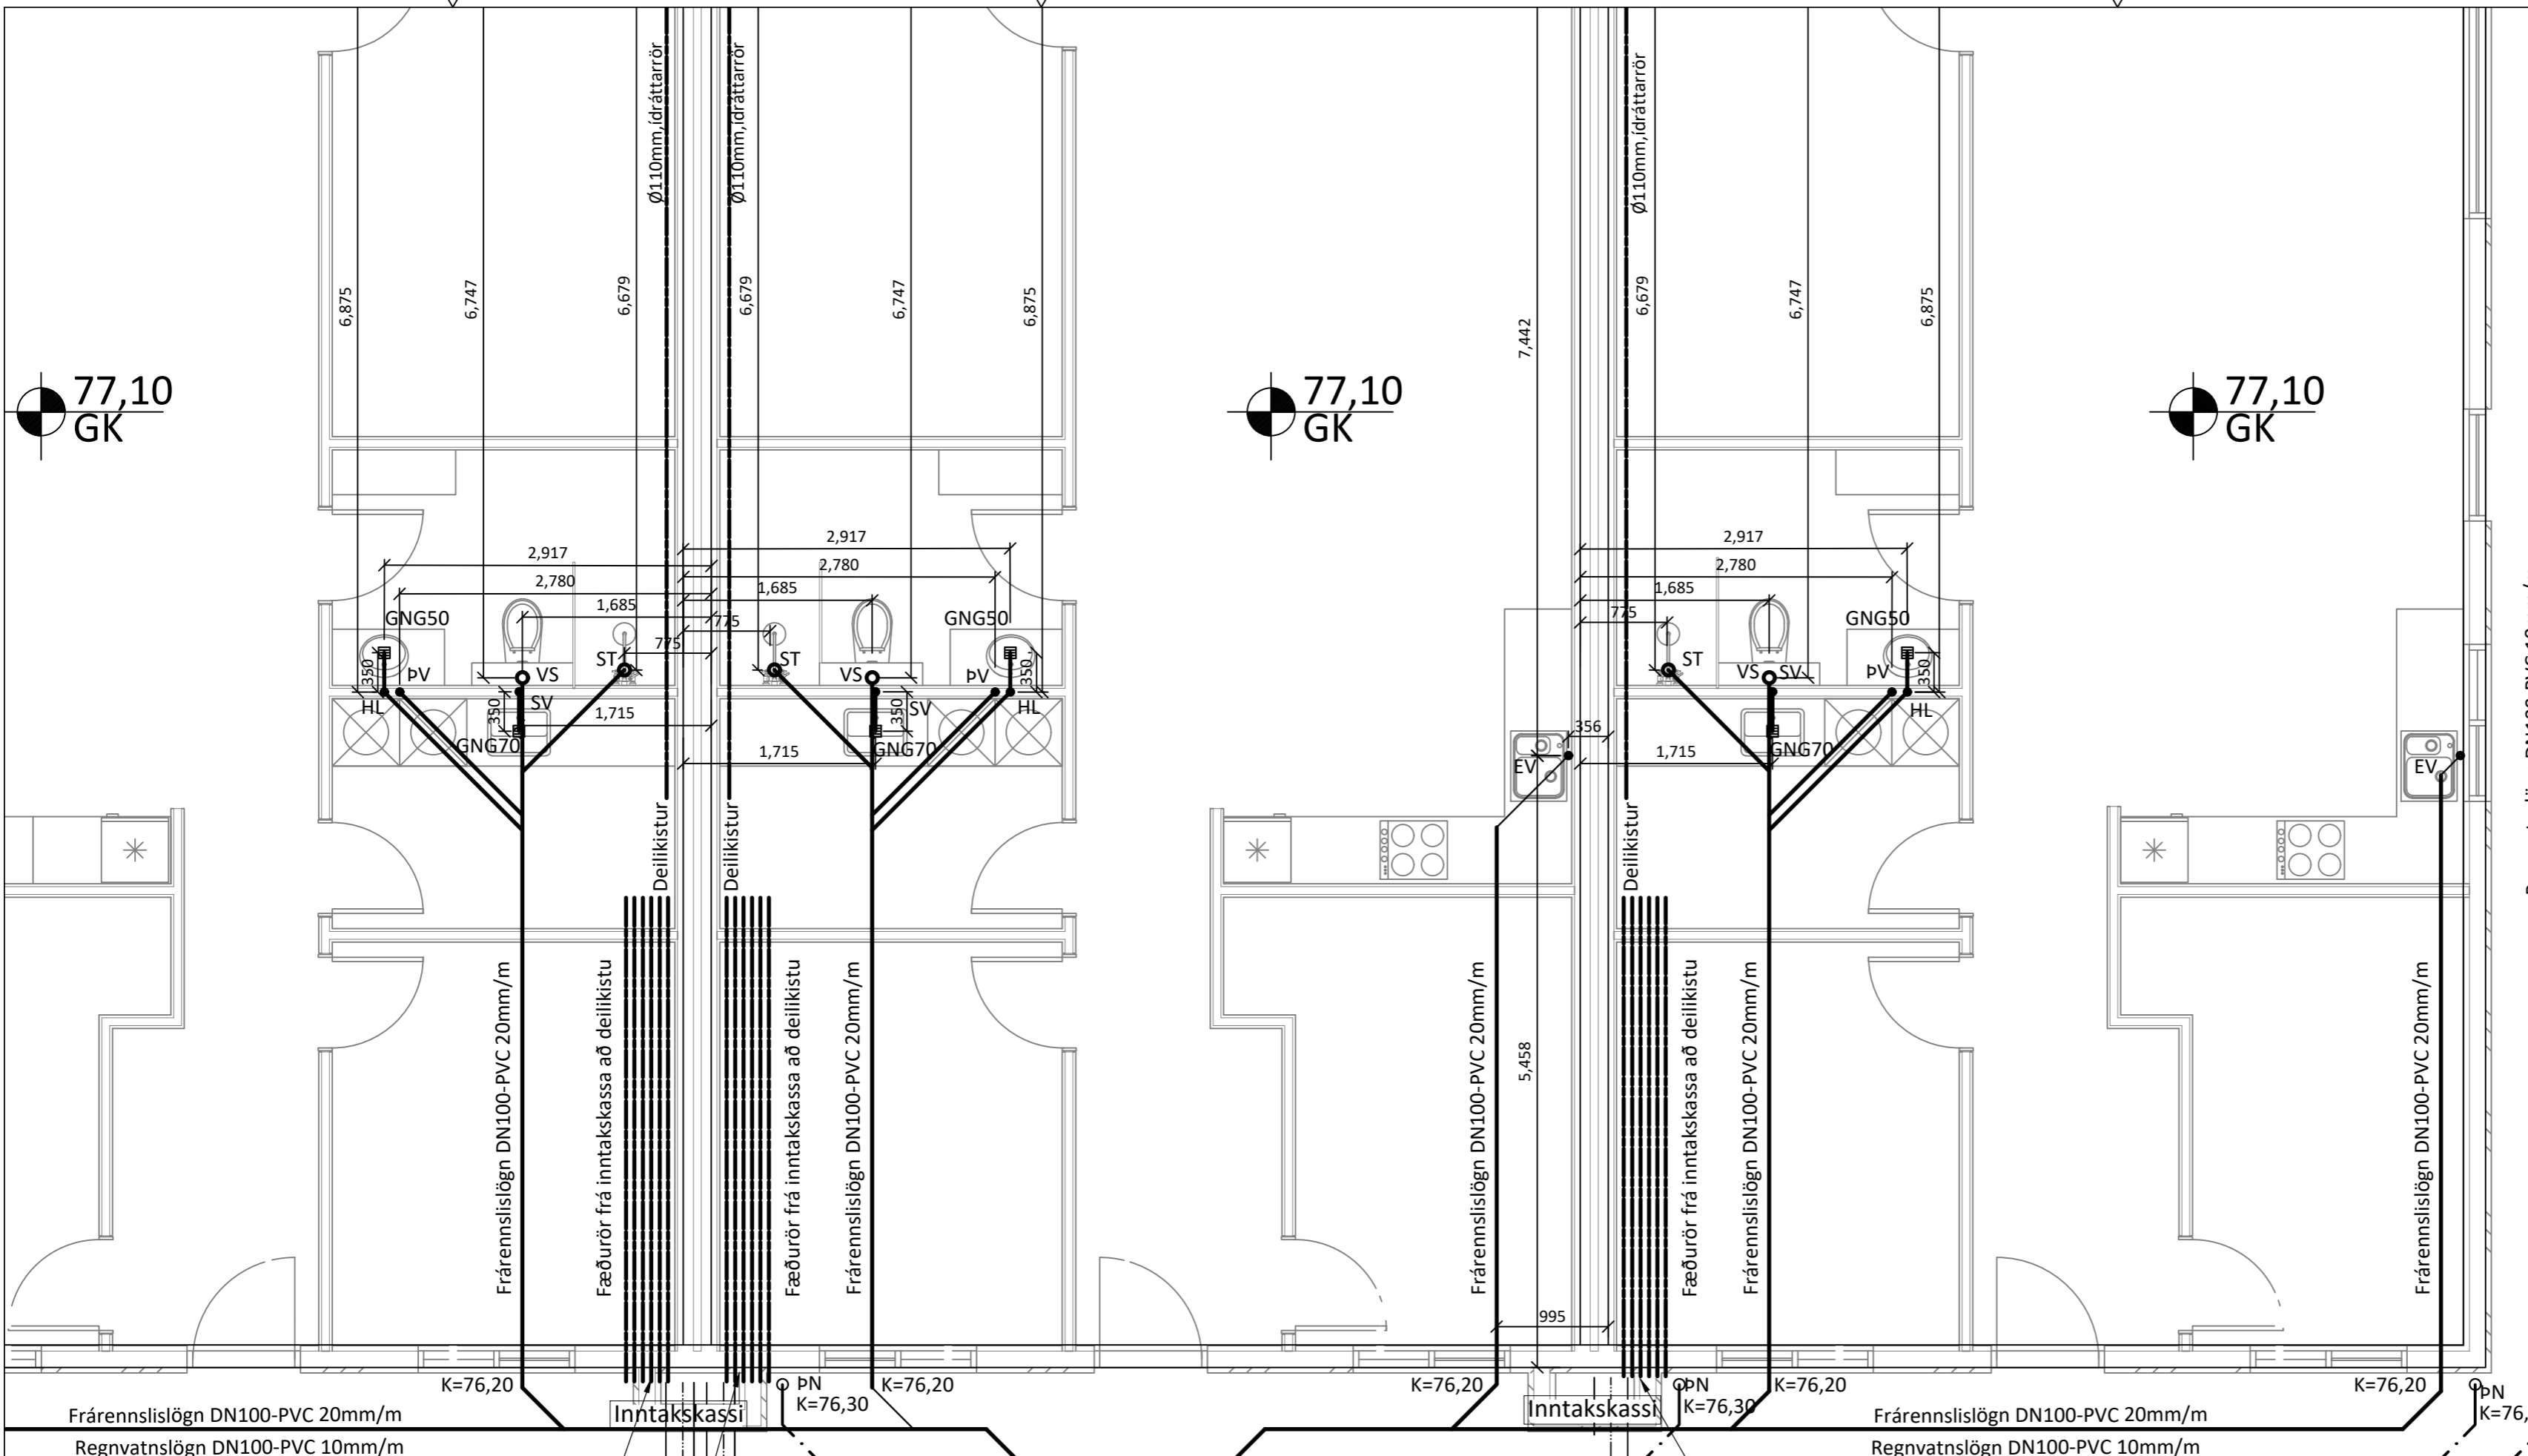 Ø110mm,ídráttarrör
Ø110mm,ídráttarrör
Ø110mm,ídráttarrör
6,875
6,747
6,679
6,679
6,747
6,875
7,442
6,679
6,747
6,875
77,10
GK
77,10
GK
77,10
GK
2,917
2,780
1,685
775
2,917
2,780
1,685
775
2,917
2,780
1,685
775
GNG50
GNG50
GNG50
350
ÞV
HL
VS
SV
ST
350
GNG70
1,715
ST
VS
SV
350
GNG70
ÞV
HL
350
1,715
EV
356
ST
VS
SV
ÞV
HL
350
GNG70
1,715
EV
Deilikistur
Deilikistur
Deilikistur
Frárennslislögn DN100-PVC 20mm/m
Fæðurör frá inntakskassa að deilikistu
Fæðurör frá inntakskassa að deilikistu
Frárennslislögn DN100-PVC 20mm/m
Frárennslislögn DN100-PVC 20mm/m
5,458
995
Fæðurör frá inntakskassa að deilikistu
Frárennslislögn DN100-PVC 20mm/m
Frárennslislögn DN100-PVC 20mm/m
K=76,20
Inntakskassi
ÞN
K=76,30
K=76,20
K=76,20
Inntakskassi
ÞN
K=76,30
K=76,20
K=76,20
ÞN
K=76,
Frárennslislögn DN100-PVC 20mm/m
Regnvatnslögn DN100-PVC 10mm/m
Frárennslislögn DN100-PVC 20mm/m
Regnvatnslögn DN100-PVC 10mm/m